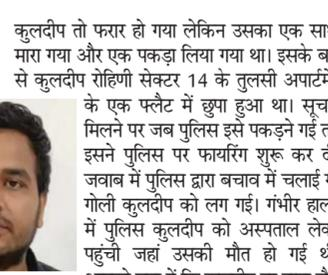 कुलदीप तो फरार हो गया लेकिन उसका एक
मारा गया और एक पकड़ा लिया गया था। इसके
से कुलदीप रोहिणी सेक्टर 14 के तुलसी
के एक फ्लैट में छुपा हुआ था।
मिलने पर जब पुलिस इसे पकड़ने गई
इसने पुलिस पर फायरिंग शुरू कर
जवाब में पुलिस द्वारा बचाव में चलाई
गोली कुलदीप को लग गई। गंभीर
में पुलिस कुलदीप को अस्पताल
पहुंची जहां उसकी मौत हो गई